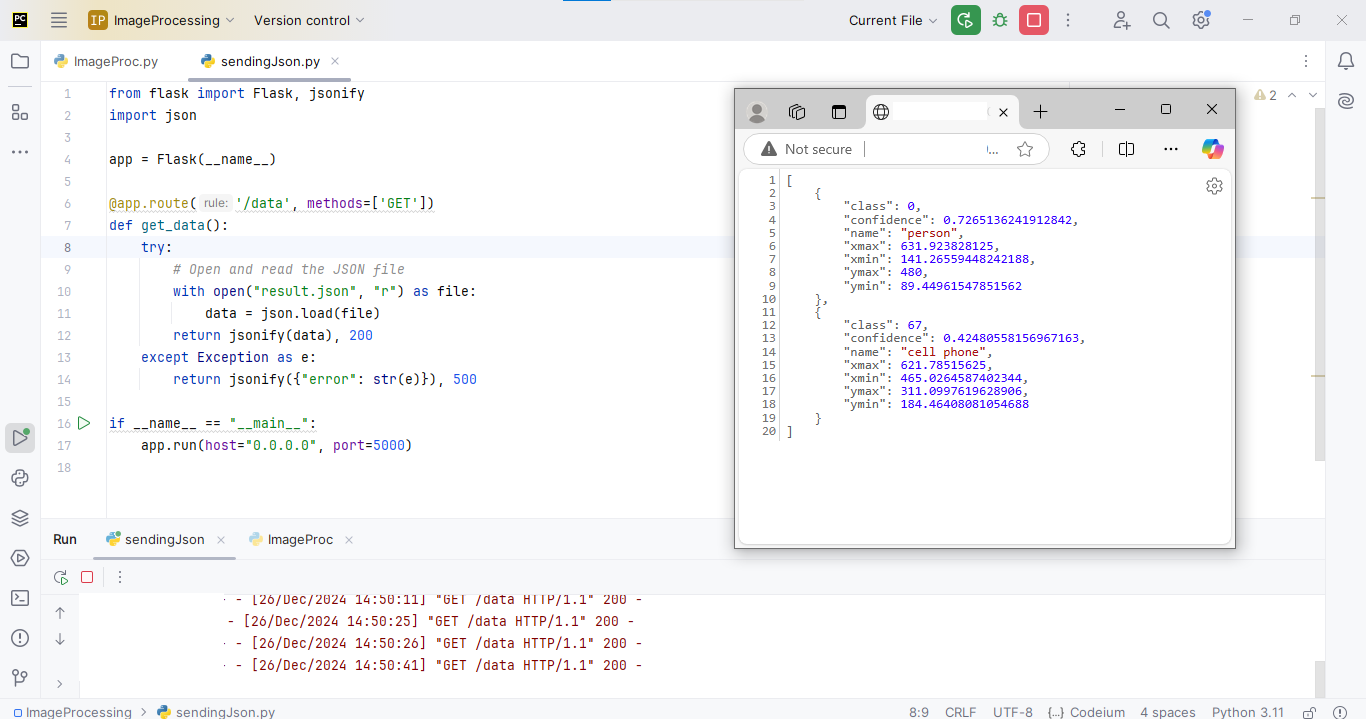 PC
IP ImageProcessing Version control Current File
ImageProc.py sendingJson.py
1 from flask import Flask, jsonify
2 import json
3
4 app = Flask(__name__)
5
6 @app.route( rule: '/data', methods=['GET'])
7 def get_data():
8     try:
9         # Open and read the JSON file
10         with open("result.json", "r") as file:
11             data = json.load(file)
12         return jsonify(data), 200
13     except Exception as e:
14         return jsonify({"error": str(e)}), 500
15
16 if __name__ == "__main__":
17     app.run(host="0.0.0.0", port=5000)
18
2
Not secure
1 [
2     {
3         "class": 0,
4         "confidence": 0.7265136241912842,
5         "name": "person",
6         "xmax": 631.923828125,
7         "xmin": 141.26559448242188,
8         "ymax": 480,
9         "ymin": 89.44961547851562
10     },
11     {
12         "class": 67,
13         "confidence": 0.42480558156967163,
14         "name": "cell phone",
15         "xmax": 621.78515625,
16         "xmin": 465.0264587402344,
17         "ymax": 311.0997619628906,
18         "ymin": 184.46408081054688
19     }
20 ]
Run sendingJson ImageProc
- - [26/Dec/2024 14:50:11] "GET /data HTTP/1.1" 200 -
- [26/Dec/2024 14:50:25] "GET /data HTTP/1.1" 200 -
- - [26/Dec/2024 14:50:26] "GET /data HTTP/1.1" 200 -
- - [26/Dec/2024 14:50:41] "GET /data HTTP/1.1" 200 -
ImageProcessing > sendingJson.py 8:9 CRLF UTF-8 {...} Codeium 4 spaces Python 3.11